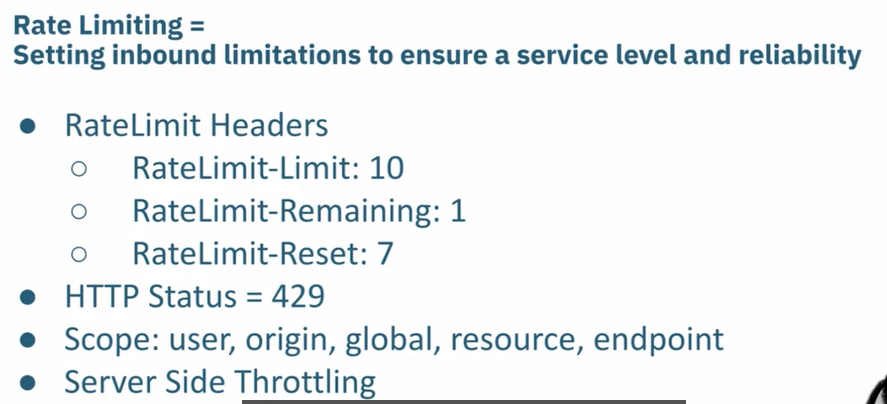 Rate Limiting =
Setting inbound limitations to ensure a service level and reliability
● RateLimit Headers
○ RateLimit-Limit: 10
○ RateLimit-Remaining: 1
○ RateLimit-Reset: 7
● HTTP Status = 429
● Scope: user, origin, global, resource, endpoint
● Server Side Throttling